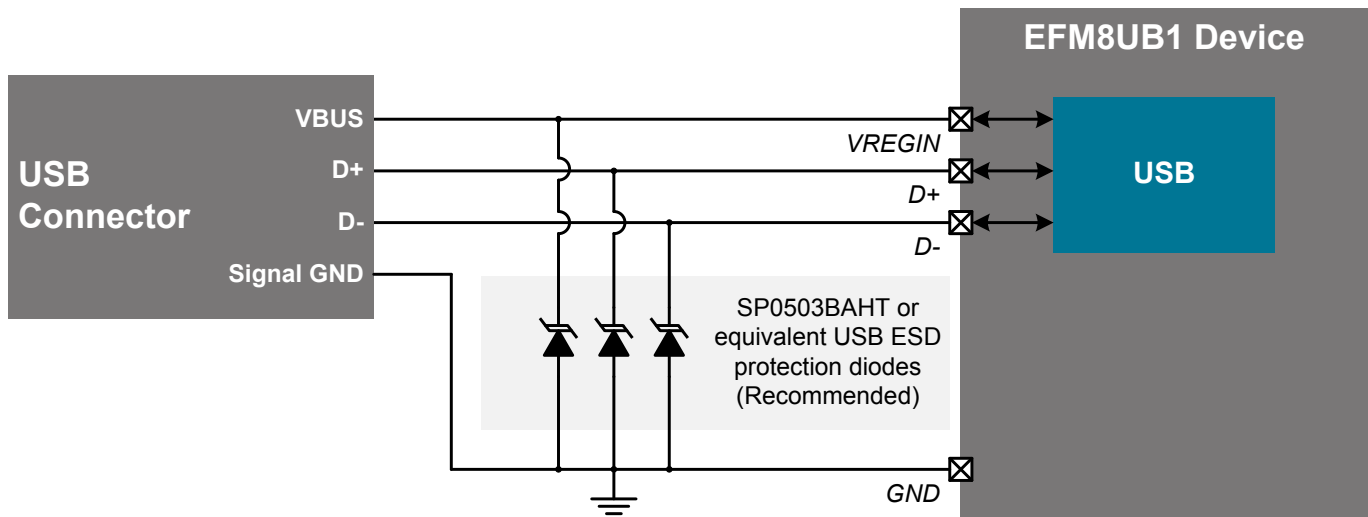 EFM8UB1 Device
USB
Connector
VBUS
D+
D-
Signal GND
VREGIN
D+
D-
USB
SP0503BAHT or
equivalent USB ESD
protection diodes
(Recommended)
GND